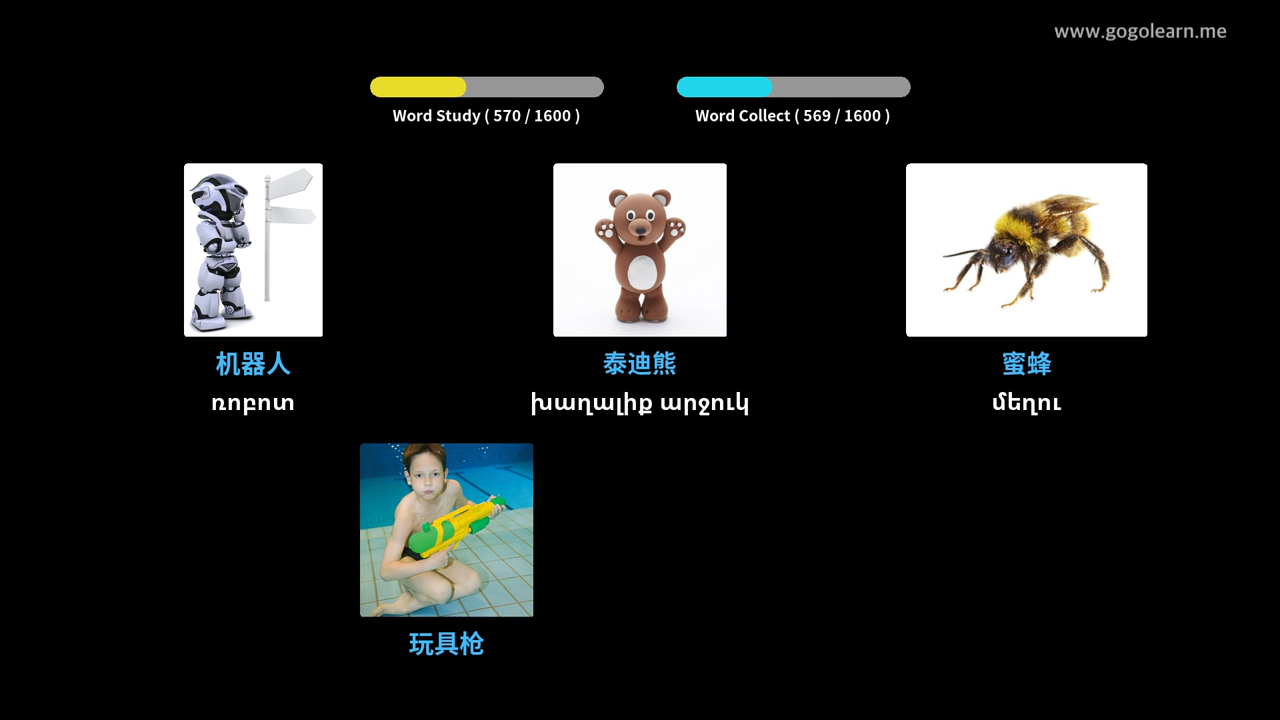 www.gogolearn.me
Word Study ( 570 / 1600 )
Word Collect ( 569 / 1600 )
机器人
泰迪熊
蜜蜂
ռոբոտ
խաղալիք արջուկ
մեղու
玩具枪